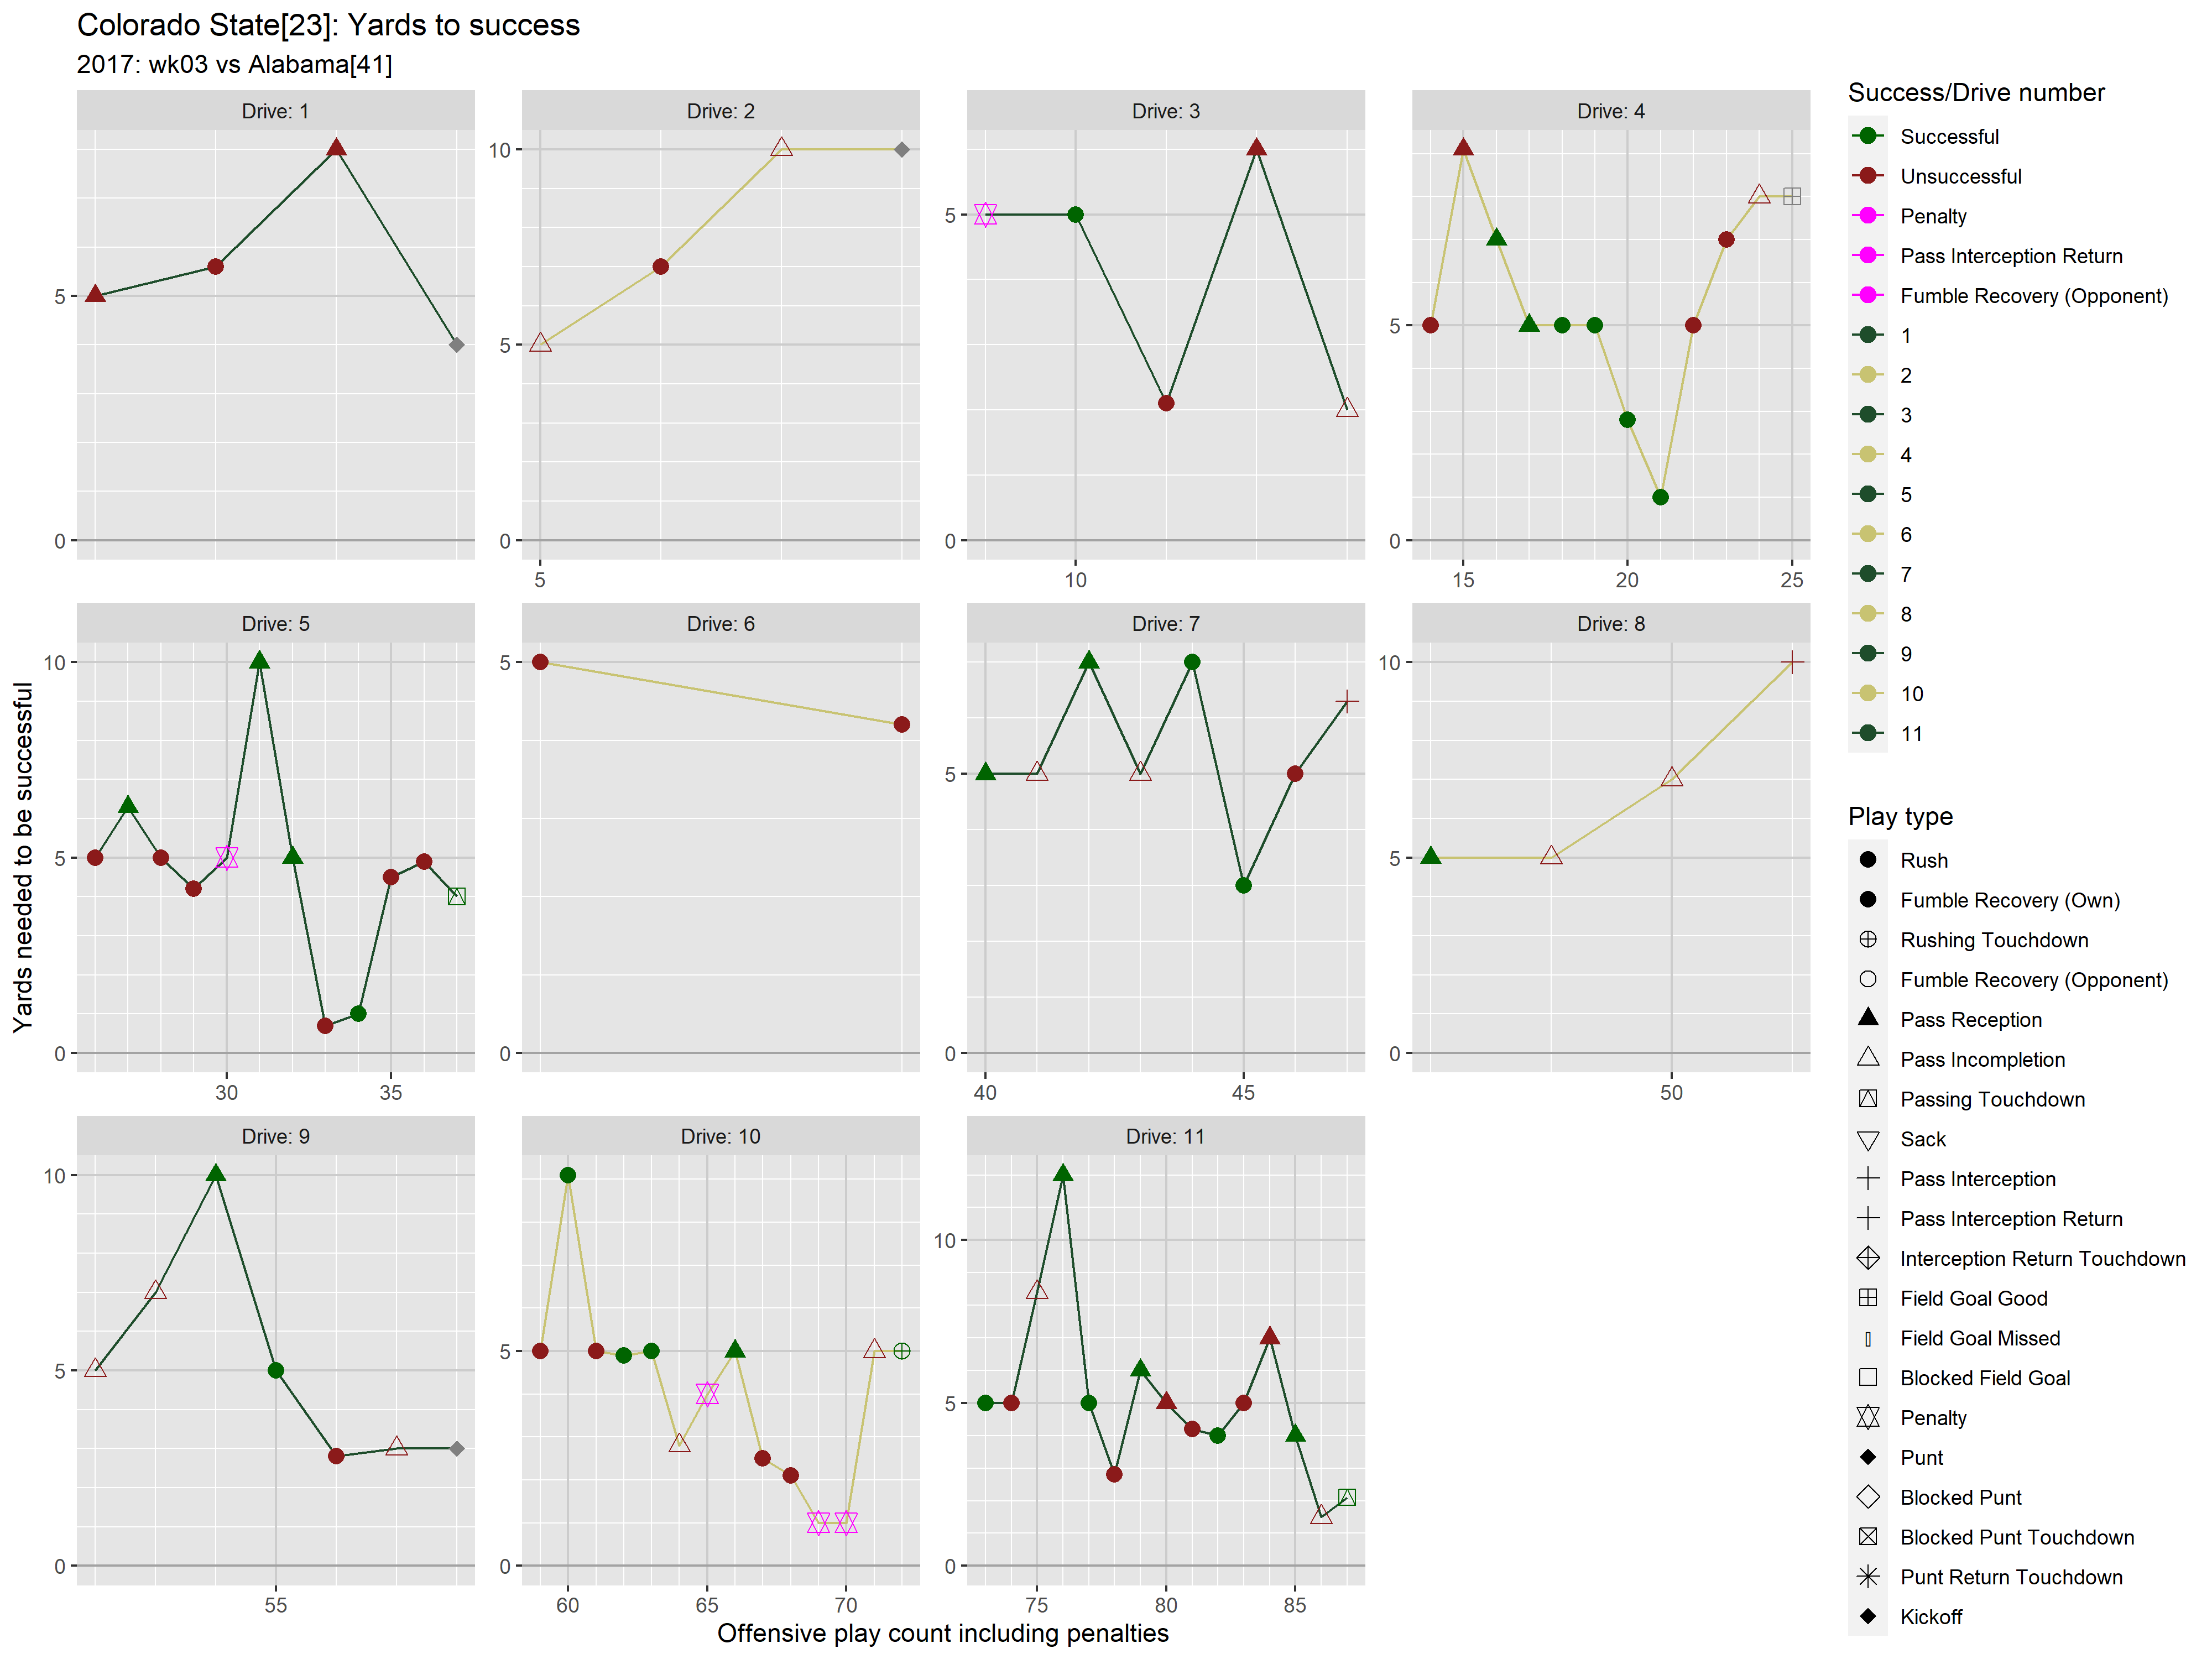 Colorado State[23]: Yards to success
2017: wk03 vs Alabama[41]
Drive: 1
Drive: 2
Drive: 3
Drive: 4
5
0
10
5
0
5
5
0
10
5
0
15
20
25
Drive: 5
Drive: 6
Drive: 7
Drive: 8
10
5
0
30
35
5
0
5
0
40
45
10
5
0
50
Drive: 9
Drive: 10
Drive: 11
10
5
0
55
5
0
60
65
70
10
5
0
75
80
85
Yards needed to be successful
Offensive play count including penalties
Success/Drive number
Successful
Unsuccessful
Penalty
Pass Interception Return
Fumble Recovery (Opponent)
1
2
3
4
5
6
7
8
9
10
11
Play type
Rush
Fumble Recovery (Own)
Rushing Touchdown
Fumble Recovery (Opponent)
Pass Reception
Pass Incompletion
Passing Touchdown
Sack
Pass Interception
Pass Interception Return
Interception Return Touchdown
Field Goal Good
Field Goal Missed
Blocked Field Goal
Penalty
Punt
Blocked Punt
Blocked Punt Touchdown
Punt Return Touchdown
Kickoff